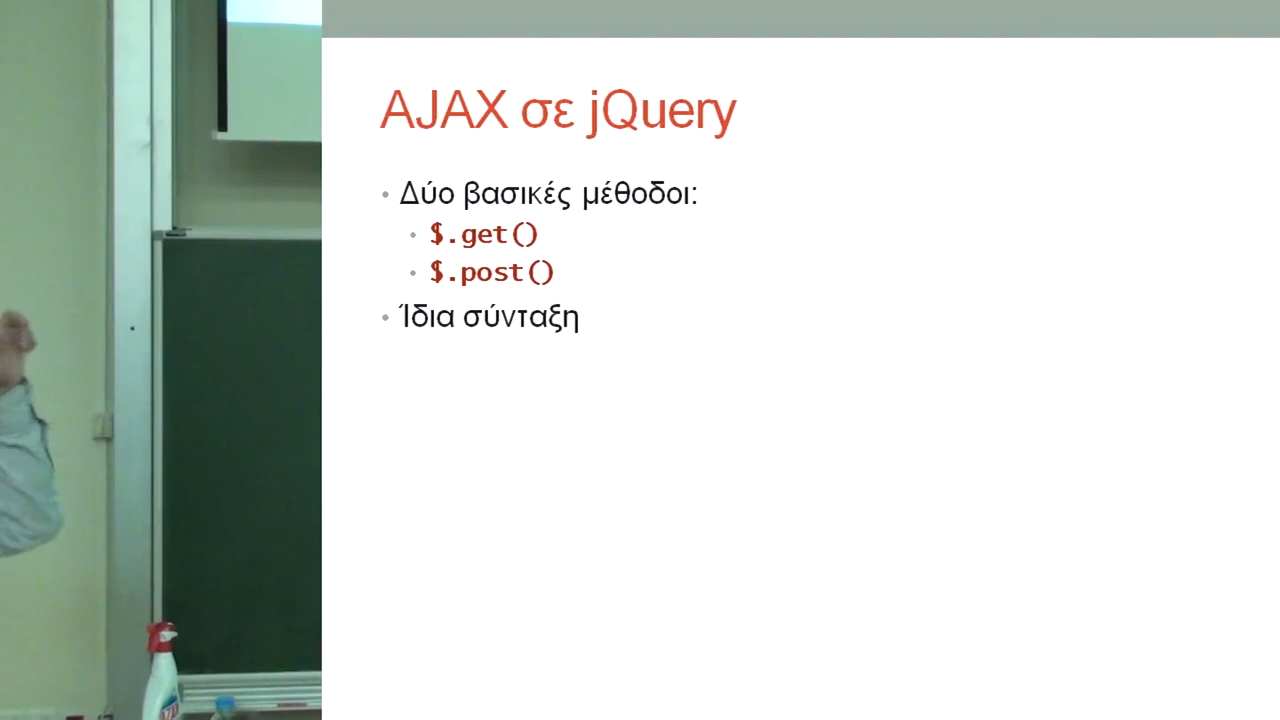 AJAX σε jQuery
• Δύο βασικές μέθοδοι:
• $.get()
• $.post()
• Ίδια σύνταξη